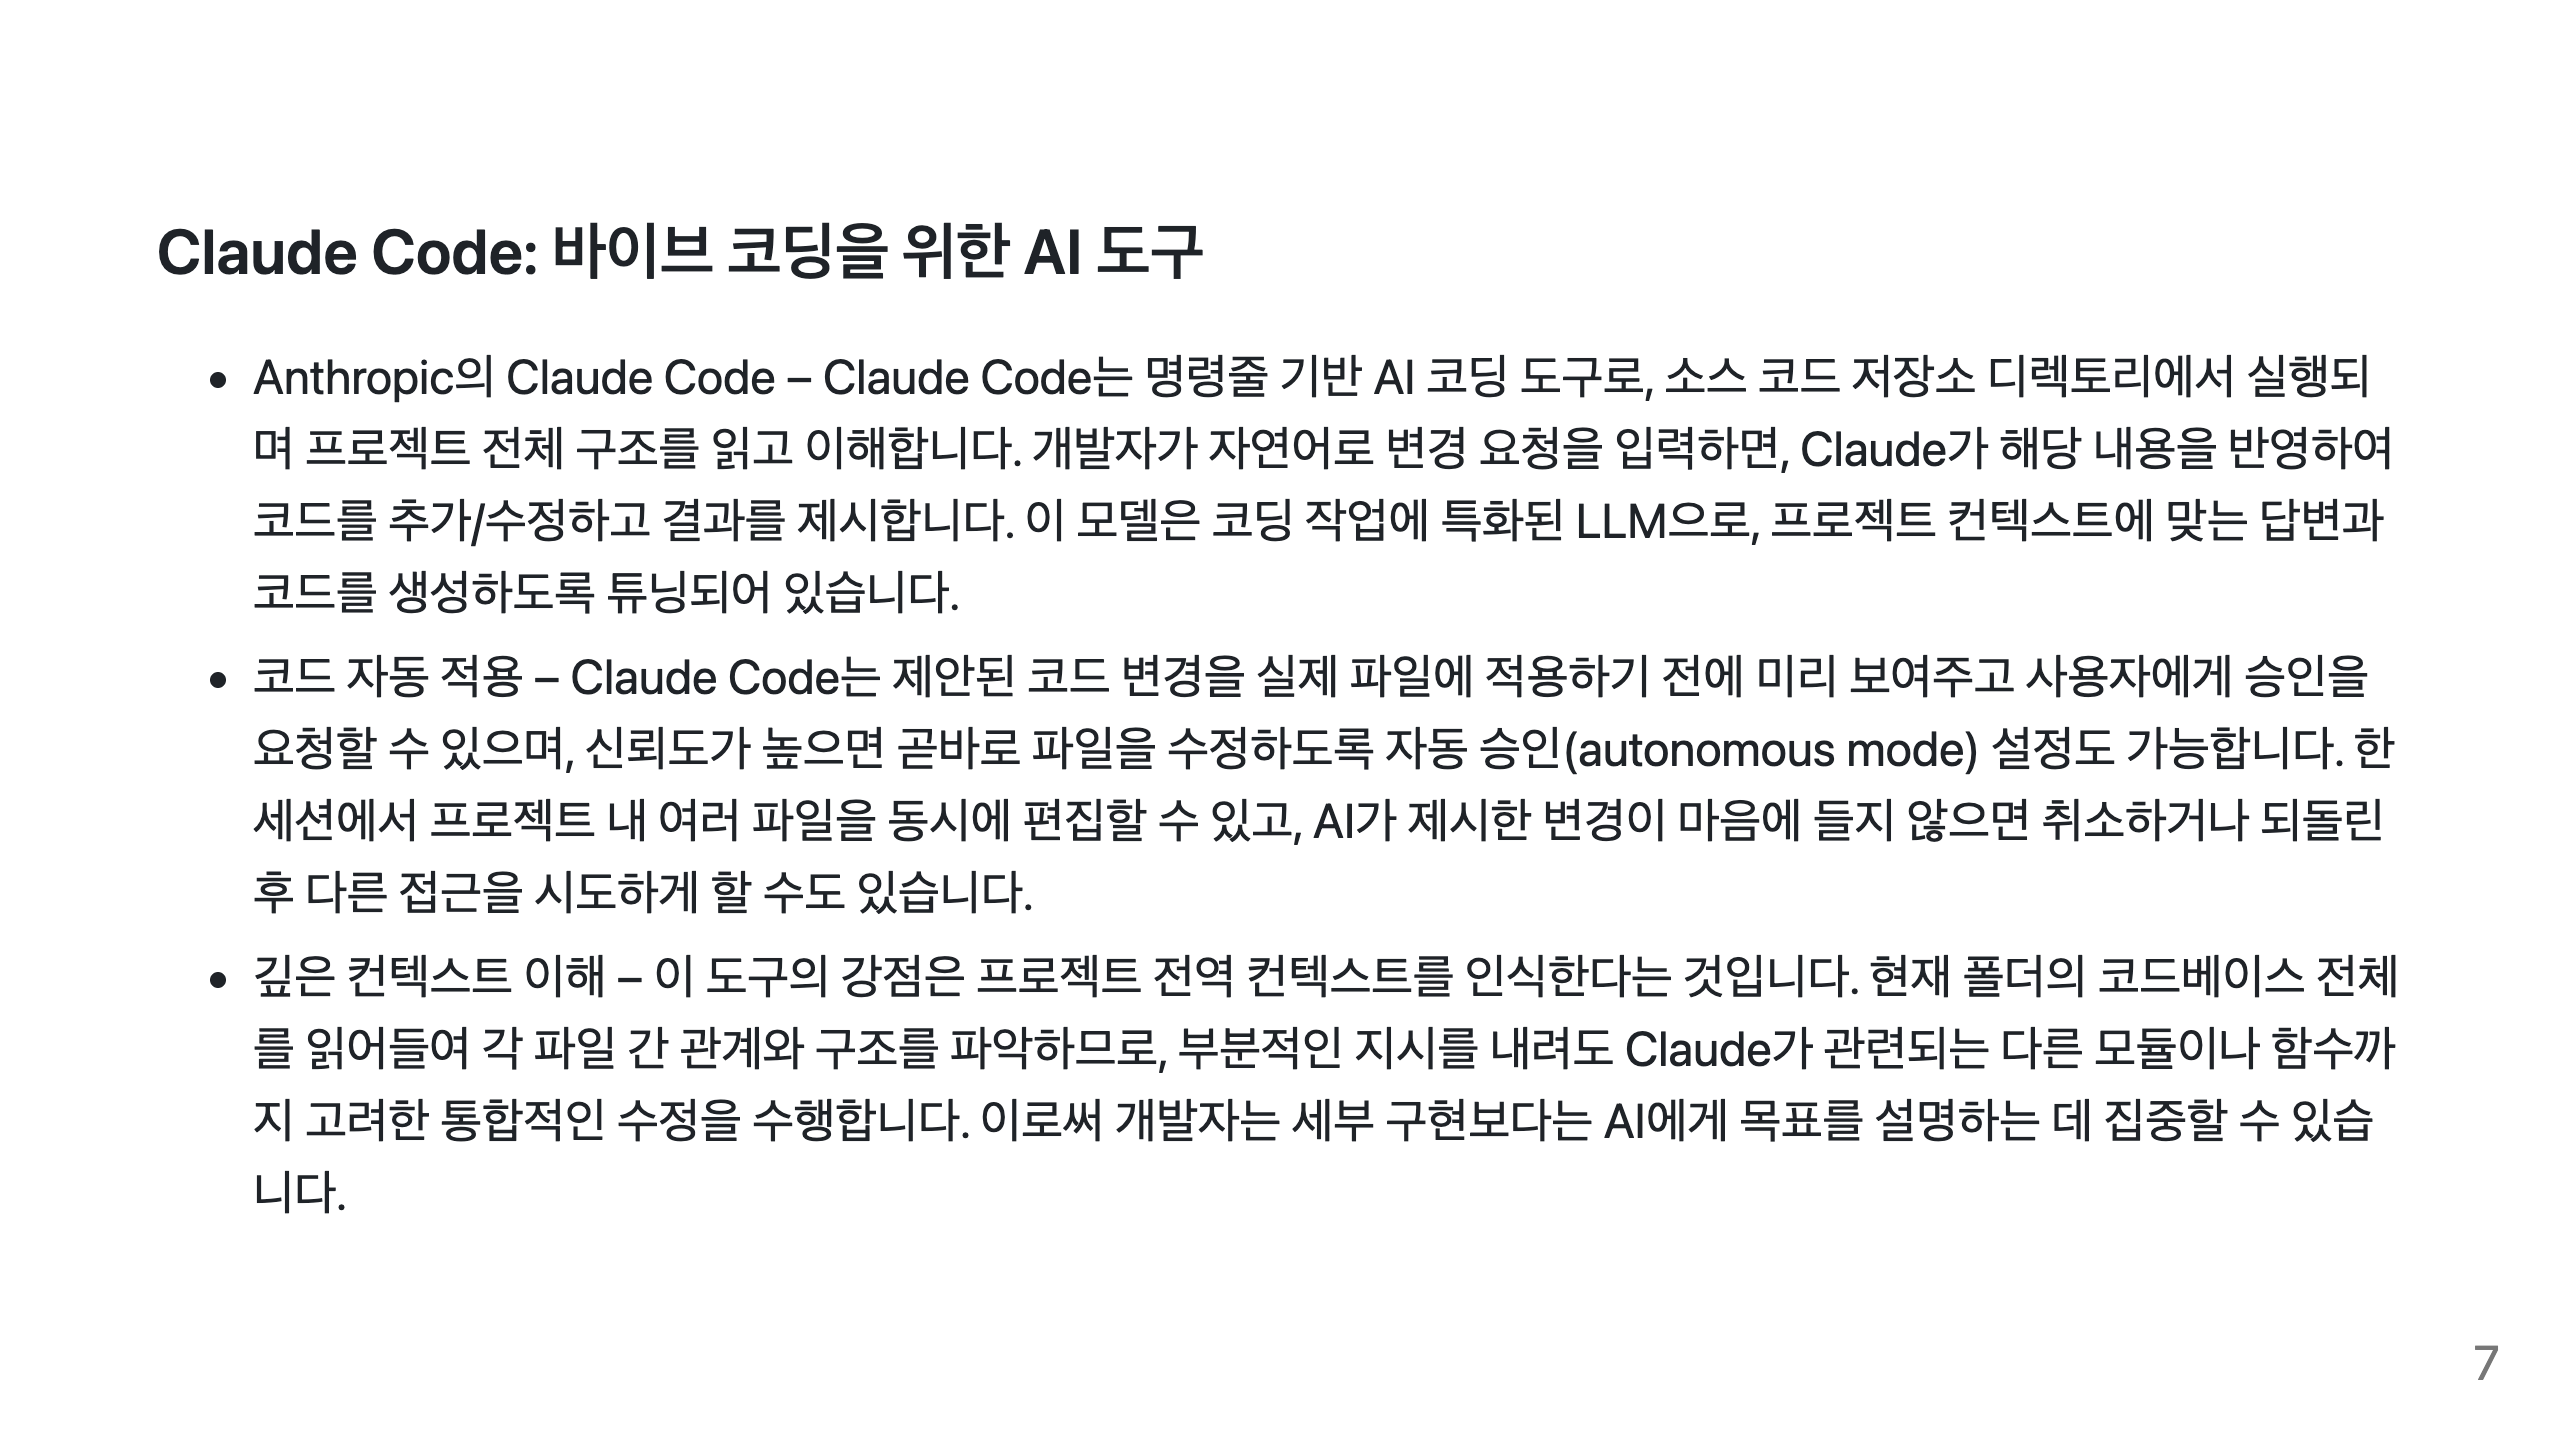 Claude Code: 바이브 코딩을 위한 AI 도구
• Anthropic의 Claude Code – Claude Code는 명령줄 기반 AI 코딩 도구로, 소스 코드 저장소 디렉토리에서 실행되
며 프로젝트 전체 구조를 읽고 이해합니다. 개발자가 자연어로 변경 요청을 입력하면, Claude가 해당 내용을 반영하여
코드를 추가/수정하고 결과를 제시합니다. 이 모델은 코딩 작업에 특화된 LLM으로, 프로젝트 컨텍스트에 맞는 답변과
코드를 생성하도록 튜닝되어 있습니다.
• 코드 자동 적용 – Claude Code는 제안된 코드 변경을 실제 파일에 적용하기 전에 미리 보여주고 사용자에게 승인을
요청할 수 있으며, 신뢰도가 높으면 곧바로 파일을 수정하도록 자동 승인(autonomous mode) 설정도 가능합니다. 한
세션에서 프로젝트 내 여러 파일을 동시에 편집할 수 있고, AI가 제시한 변경이 마음에 들지 않으면 취소하거나 되돌린
후 다른 접근을 시도하게 할 수도 있습니다.
• 깊은 컨텍스트 이해 – 이 도구의 강점은 프로젝트 전역 컨텍스트를 인식한다는 것입니다. 현재 폴더의 코드베이스 전체
를 읽어들여 각 파일 간 관계와 구조를 파악하므로, 부분적인 지시를 내려도 Claude가 관련되는 다른 모듈이나 함수까
지 고려한 통합적인 수정을 수행합니다. 이로써 개발자는 세부 구현보다는 AI에게 목표를 설명하는 데 집중할 수 있습
니다.
7